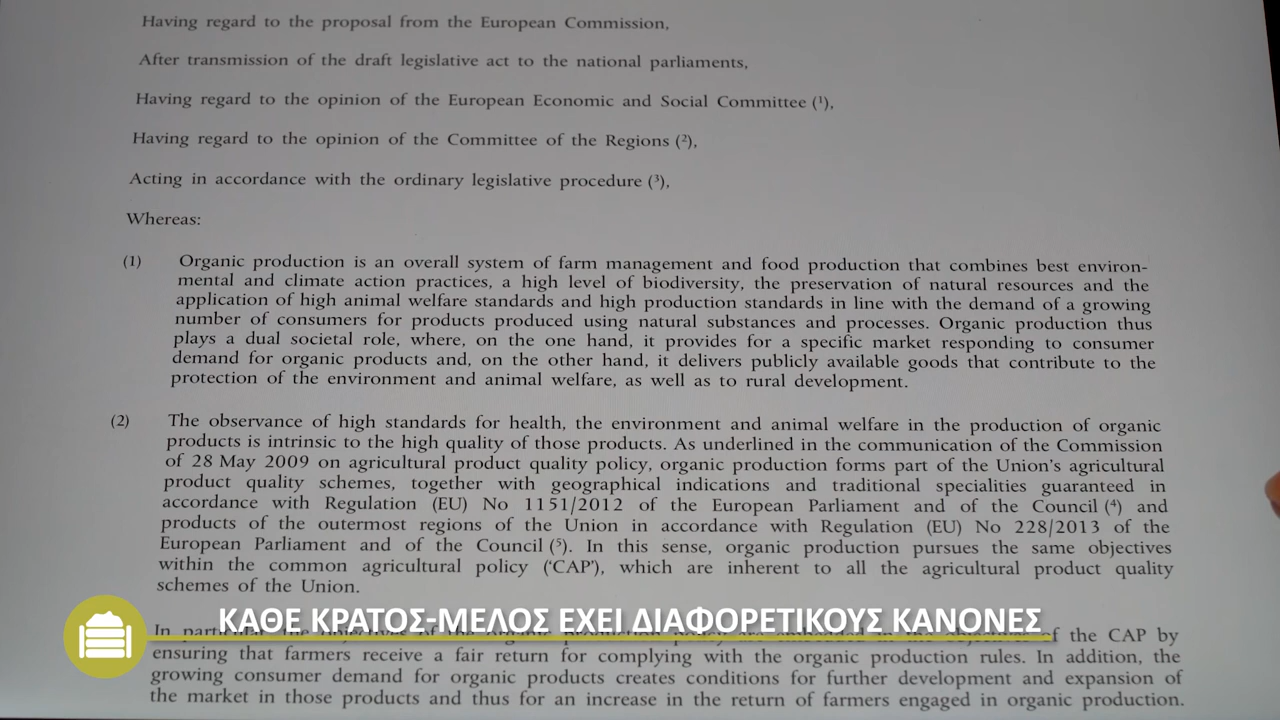 Having regard to the proposal from the European Commission,
After transmission of the draft legislative act to the national parliaments,
Having regard to the opinion of the European Economic and Social Committee (¹),
Having regard to the opinion of the Committee of the Regions (²),
Acting in accordance with the ordinary legislative procedure (³),
Whereas:
(1) Organic production is an overall system of farm management and food production that combines best environ-
mental and climate action practices, a high level of biodiversity, the preservation of natural resources and the
application of high animal welfare standards and high production standards in line with the demand of a growing
number of consumers for products produced using natural substances and processes. Organic production thus
plays a dual societal role, where, on the one hand, it provides for a specific market responding to consumer
demand for organic products and, on the other hand, it delivers publicly available goods that contribute to the
protection of the environment and animal welfare, as well as to rural development.
(2) The observance of high standards for health, the environment and animal welfare in the production of organic
products is intrinsic to the high quality of those products. As underlined in the communication of the Commission
of 28 May 2009 on agricultural product quality policy, organic production forms part of the Union's agricultural
product quality schemes, together with geographical indications and traditional specialities guaranteed in
accordance with Regulation (EU) No 1151/2012 of the European Parliament and of the Council (⁴) and
products of the outermost regions of the Union in accordance with Regulation (EU) No 228/2013 of the
European Parliament and of the Council (⁵). In this sense, organic production pursues the same objectives
within the common agricultural policy ('CAP'), which are inherent to all the agricultural product quality
schemes of the Union.
ΚΑΘΕ ΚΡΑΤΟΣ-ΜΕΛΟΣ ΕΧΕΙ ΔΙΑΦΟΡΕΤΙΚΟΥΣ ΚΑΝΟΝΕΣ
In of the CAP by
ensuring that farmers receive a fair return for complying with the organic production rules. In addition, the
growing consumer demand for organic products creates conditions for further development and expansion of
the market in those products and thus for an increase in the return of farmers engaged in organic production.